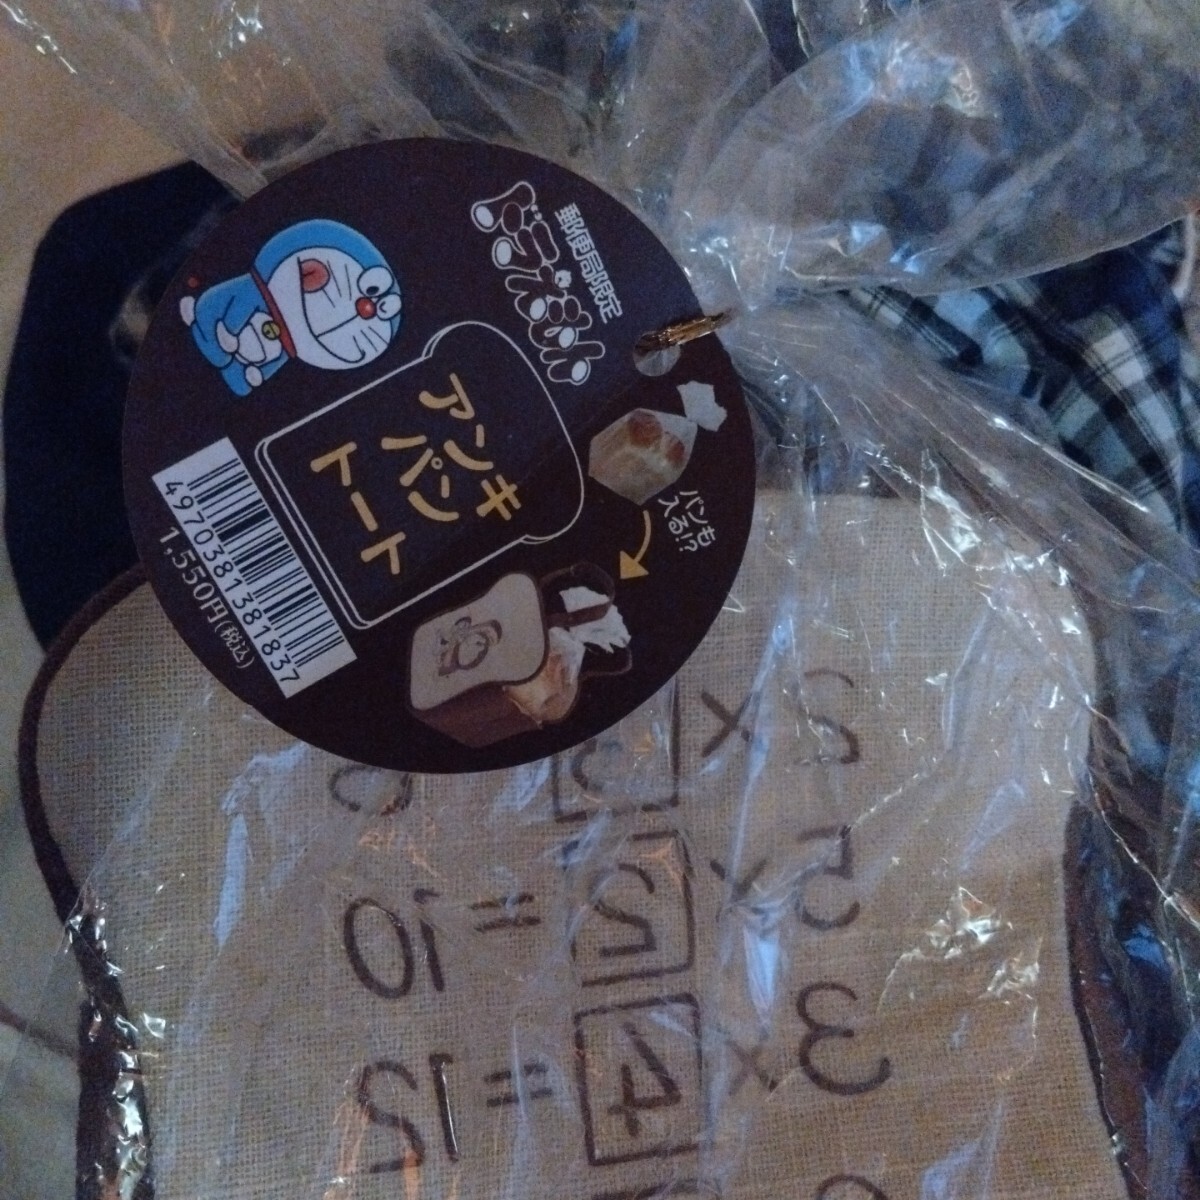 郵便局限定
ドラえもん
アンキ
パン
トート
パンも
入る!?
4970381381837
1,550円(税込)
5×2=10
3×4=12